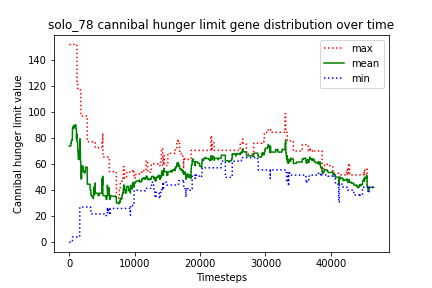 solo_78 cannibal hunger limit gene distribution over time
max
mean
min
Cannibal hunger limit value
140
120
100
80
60
40
20
0
0
10000
20000
30000
40000
Timesteps